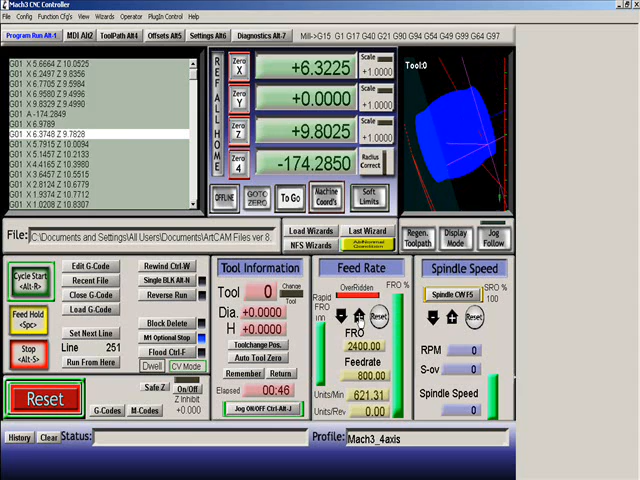 Mach3 CNC Controller
File Config Function Cfg's View Wizards Operator PlugIn Control Help
Program Run Alt-1 MDI Alt2 ToolPath Alt4 Offsets Alt5 Settings Alt6 Diagnostics Alt-7 Mill->G15 G1 G17 G40 G21 G90 G94 G54 G49 G99 G64 G97
G01 X 5.6664 Z 10.0525
G01 X 6.2497 Z 9.8356
G01 X 6.7705 Z 9.5984
G01 X 6.9580 Z 9.4996
G01 X 9.8329 Z 9.4990
G01 A -174.2849
G01 X 6.9789
G01 X 6.3748 Z 9.7828
G01 X 5.7915 Z 10.0094
G01 X 5.1457 Z 10.2133
G01 X 4.4165 Z 10.3980
G01 X 3.6457 Z 10.5515
G01 X 2.8124 Z 10.6779
G01 X 1.9374 Z 10.7712
G01 X 1.0208 Z 10.8307
REF ALL HOME
Zero X +6.3225 Scale +1.0000
Zero Y +0.0000 Scale +1.0000
Zero Z +9.8025 Scale +1.0000
Zero 4 -174.2850 Radius Correct
OFFLINE GOTO ZERO To Go Machine Coord's Soft Limits
Tool:0
File: C:\Documents and Settings\All Users\Documents\ArtCAM Files ver 8.
Load Wizards Last Wizard
NFS Wizards
Regen. Toolpath Display Mode Jog Follow
Cycle Start <Alt-R>
Feed Hold <Spc>
Stop <Alt-S>
Edit G-Code
Recent File
Close G-Code
Load G-Code
Set Next Line
Line 251
Run From Here
Rewind Ctrl-W
Single BLK Alt-N
Reverse Run
Block Delete
M1 Optional Stop
Flood Ctrl-F
Dwell CV Mode
Reset
G-Codes M-Codes
Safe Z On/Off
Z Inhibit
+0.000
Tool Information
Tool 0 Change Tool
Dia. +0.0000
H +0.0000
Toolchange Pos.
Auto Tool Zero
Remember Return
Elapsed 00:46
Jog ON/OFF Ctrl-Alt-J
Feed Rate
OverRidden FRO %
Rapid FRO 100
Reset
FRO
2400.00
Feedrate
800.00
Units/Min 621.31
Units/Rev 0.00
Spindle Speed
Spindle CW F5 SRO %
100
Reset
RPM 0
S-ov 0
Spindle Speed
0
History Clear Status: Profile: Mach3_4axis